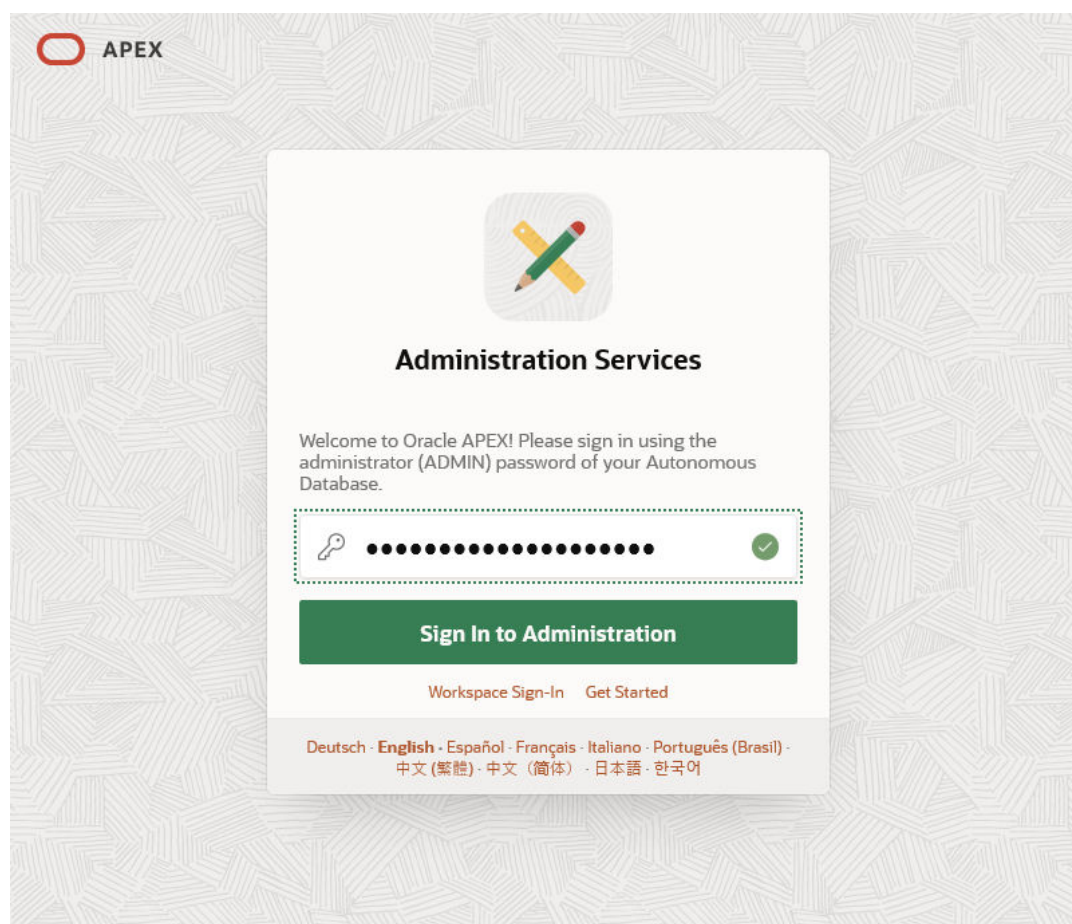 APEX
Administration Services
Welcome to Oracle APEX! Please sign in using the
administrator (ADMIN) password of your Autonomous
Database.
Sign In to Administration
Workspace Sign-In Get Started
Deutsch · English · Español · Français · Italiano · Português (Brasil) ·
中文 (繁體) · 中文（简体） · 日本語 · 한국어